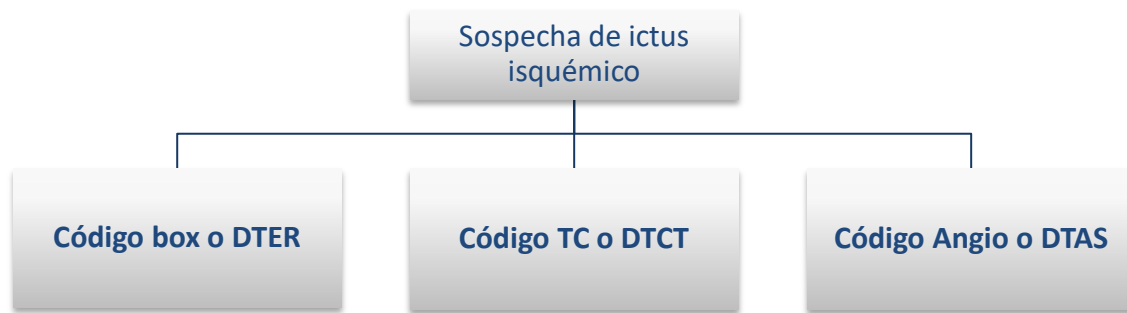 Sospecha de ictus
isquémico
Código box o DTER
Código TC o DTCT
Código Angio o DTAS